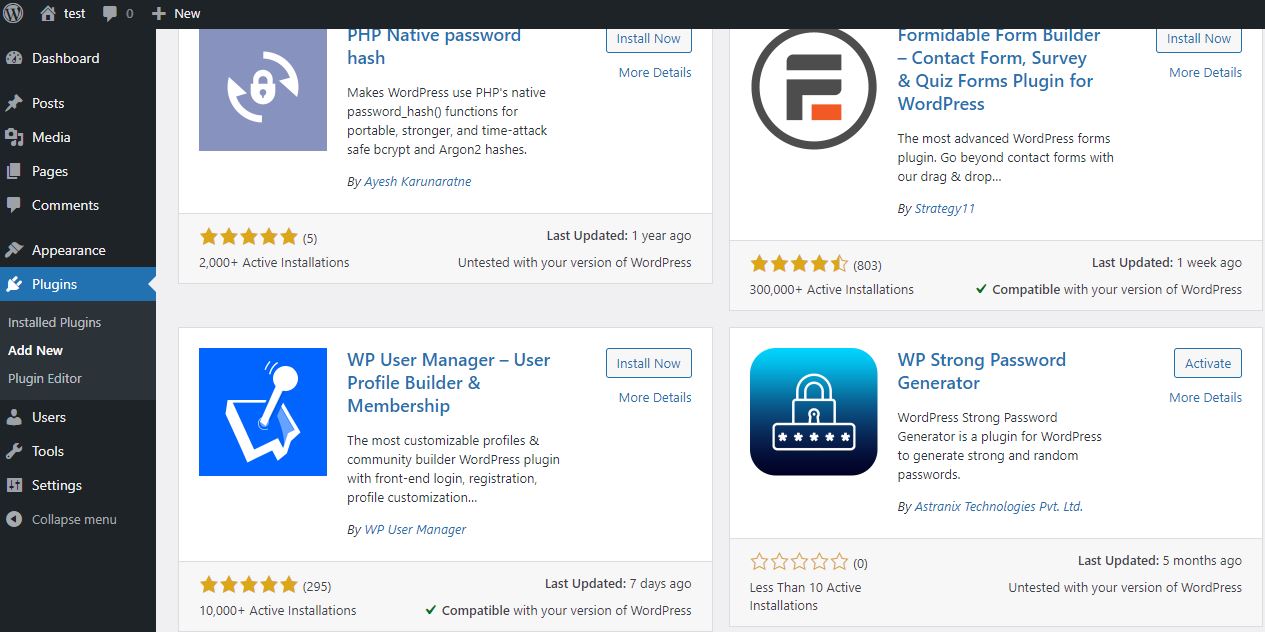 test
0
New
Dashboard
Posts
Media
Pages
Comments
Appearance
Plugins
Installed Plugins
Add New
Plugin Editor
Users
Tools
Settings
Collapse menu
PHP Native password
hash
Install Now
More Details
Makes WordPress use PHP's native
password_hash() functions for
portable, stronger, and time-attack
safe bcrypt and Argon2 hashes.
By Ayesh Karunaratne
(5)
Last Updated: 1 year ago
2,000+ Active Installations
Untested with your version of WordPress
Formidable Form Builder
– Contact Form, Survey
& Quiz Forms Plugin for
WordPress
Install Now
More Details
The most advanced WordPress forms
plugin. Go beyond contact forms with
our drag & drop…
By Strategy11
(803)
Last Updated: 1 week ago
300,000+ Active Installations
Compatible with your version of WordPress
WP User Manager – User
Profile Builder &
Membership
Install Now
More Details
The most customizable profiles &
community builder WordPress plugin
with front-end login, registration,
profile customization…
By WP User Manager
(295)
Last Updated: 7 days ago
10,000+ Active Installations
Compatible with your version of WordPress
WP Strong Password
Generator
Activate
More Details
WordPress Strong Password
Generator is a plugin for WordPress
to generate strong and random
passwords.
By Astranix Technologies Pvt. Ltd.
(0)
Last Updated: 5 months ago
Less Than 10 Active
Installations
Untested with your version of WordPress